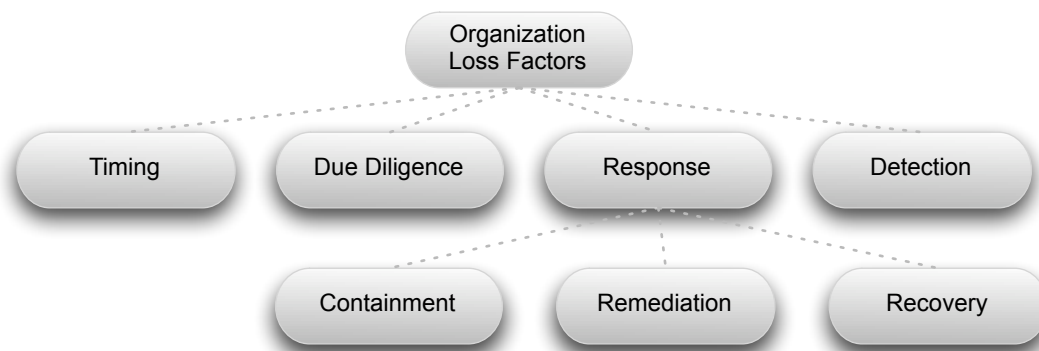 Organization
Loss Factors
Timing
Due Diligence
Response
Detection
Containment
Remediation
Recovery